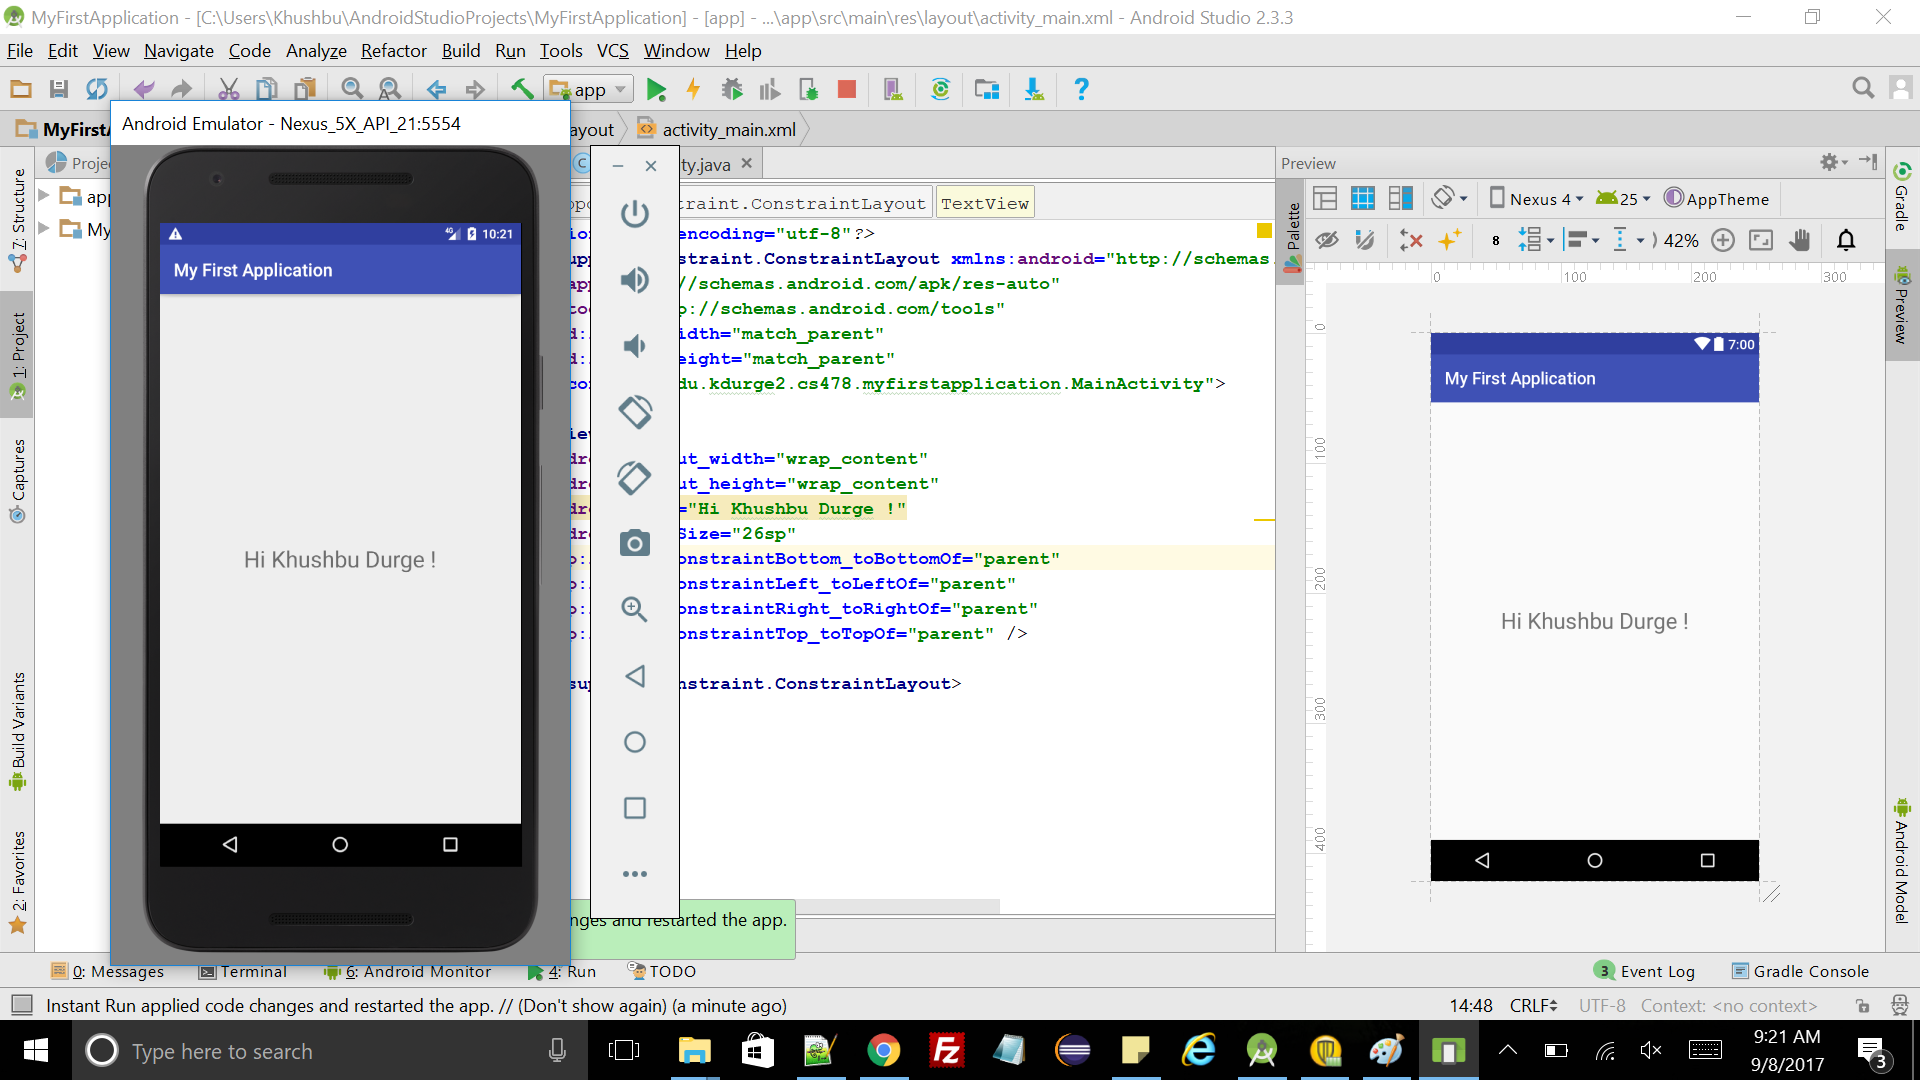 MyFirstApplication - [C:\Users\Khushbu\AndroidStudioProjects\MyFirstApplication] - [app] - ...\app\src\main\res\layout\activity_main.xml - Android Studio 2.3.3
File Edit View Navigate Code Analyze Refactor Build Run Tools VCS Window Help
app
MyFirstA
Android Emulator - Nexus_5X_API_21:5554
ayout
activity_main.xml
Projec
ty.java
Preview
straint.ConstraintLayout
TextView
Nexus 4
25
AppTheme
8
42%
app
My
7: Structure
1: Project
Captures
Build Variants
2: Favorites
4G
10:21
My First Application
Hi Khushbu Durge !
encoding="utf-8"?>
straint.ConstraintLayout xmlns:android="http://schemas.
//schemas.android.com/apk/res-auto"
p://schemas.android.com/tools"
idth="match_parent"
eight="match_parent"
du.kdurge2.cs478.myfirstapplication.MainActivity">
ut_width="wrap_content"
ut_height="wrap_content"
="Hi Khushbu Durge !"
Size="26sp"
onstraintBottom_toBottomOf="parent"
onstraintLeft_toLeftOf="parent"
onstraintRight_toRightOf="parent"
onstraintTop_toTopOf="parent" />
nstraint.ConstraintLayout>
nges and restarted the app.
Palette
0 100 200 300
0
100
200
300
400
7:00
My First Application
Hi Khushbu Durge !
Gradle
Preview
Android Model
0: Messages
Terminal
6: Android Monitor
4: Run
TODO
3 Event Log
Gradle Console
Instant Run applied code changes and restarted the app. // (Don't show again) (a minute ago)
14:48 CRLF UTF-8 Context: <no context>
Type here to search
9:21 AM
9/8/2017
3